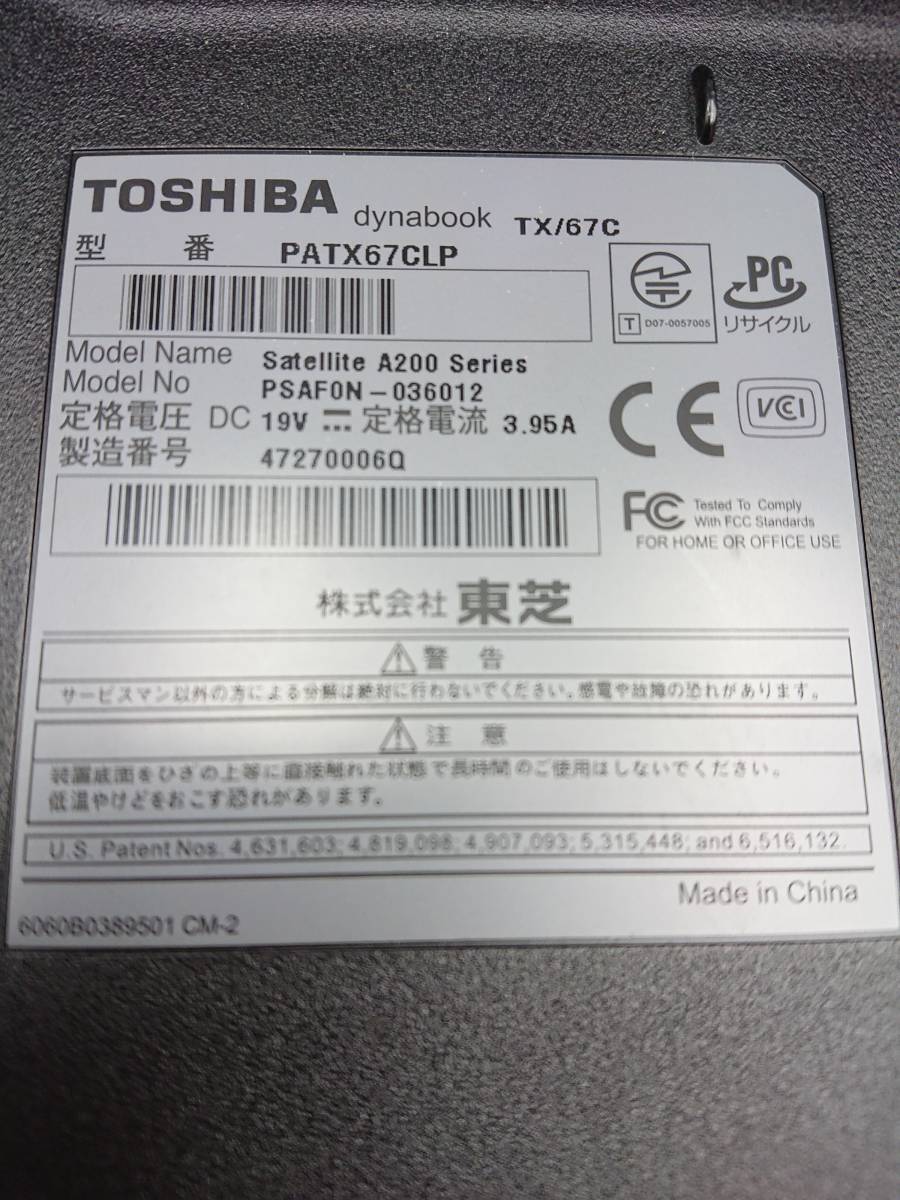 TOSHIBA dynabook TX/67C
型 番 PATX67CLP
T D07-0057005
PC
リサイクル
Model Name Satellite A200 Series
Model No PSAF0N-036012
定格電圧 DC 19V 定格電流 3.95A
製造番号 47270006Q
CE
VCI
FC Tested To Comply
With FCC Standards
FOR HOME OR OFFICE USE
株式会社 東芝
警 告
サービスマン以外の方による分解は絶対に行わないでください。感電や故障の恐れがあります。
注 意
装置底面をひざの上等に直接触れた状態で長時間のご使用はしないでください。
低温やけどをおこす恐れがあります。
U.S. Patent Nos. 4,631,603; 4,819,098; 4,907,093; 5,315,448; and 6,516,132.
Made in China
6060B0389501 CM-2